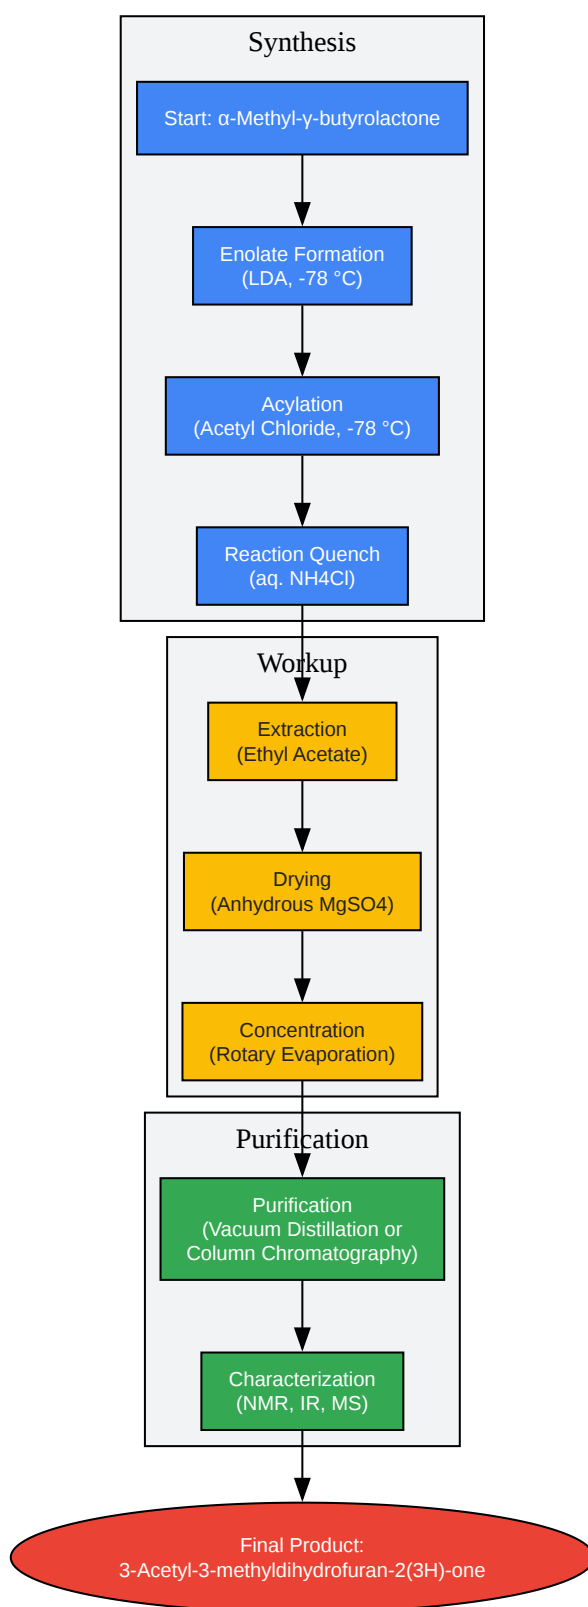 Synthesis
Start: α-Methyl-γ-butyrolactone
Enolate Formation
(LDA, -78 °C)
Acylation
(Acetyl Chloride, -78 °C)
Reaction Quench
(aq. NH4Cl)
Workup
Extraction
(Ethyl Acetate)
Drying
(Anhydrous MgSO4)
Concentration
(Rotary Evaporation)
Purification
Purification
(Vacuum Distillation or
Column Chromatography)
Characterization
(NMR, IR, MS)
Final Product:
3-Acetyl-3-methyldihydrofuran-2(3H)-one